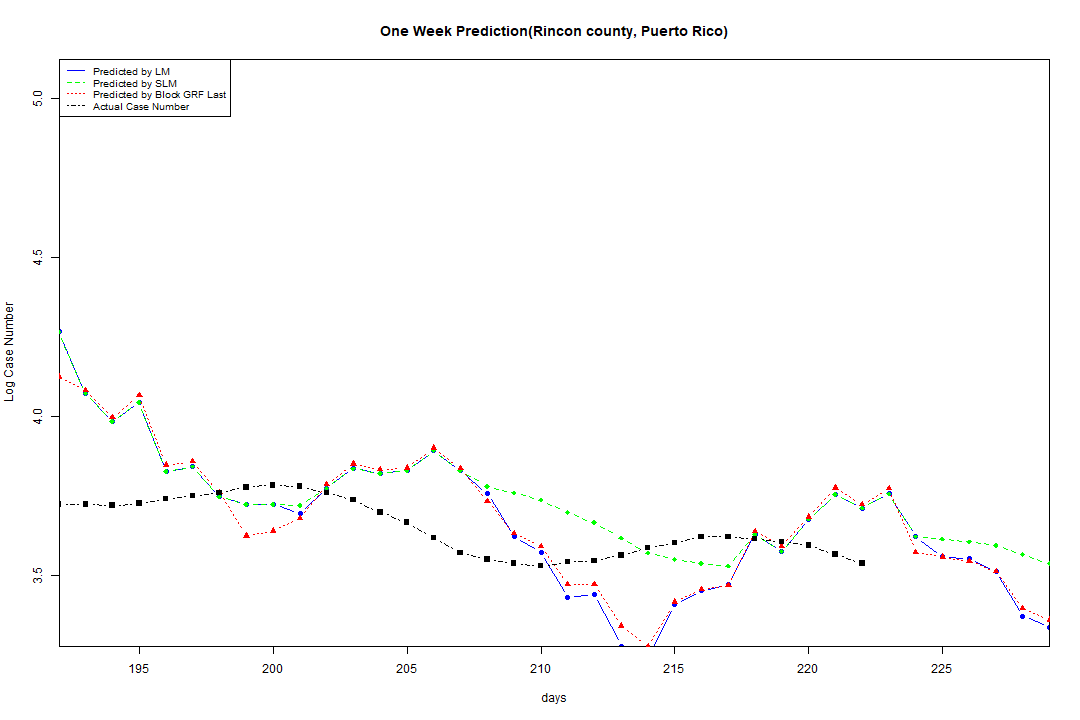 One Week Prediction(Rincon county, Puerto Rico)
Predicted by LM
Predicted by SLM
Predicted by Block GRF Last
Actual Case Number
5.0
4.5
4.0
3.5
Log Case Number
195 200 205 210 215 220 225
days